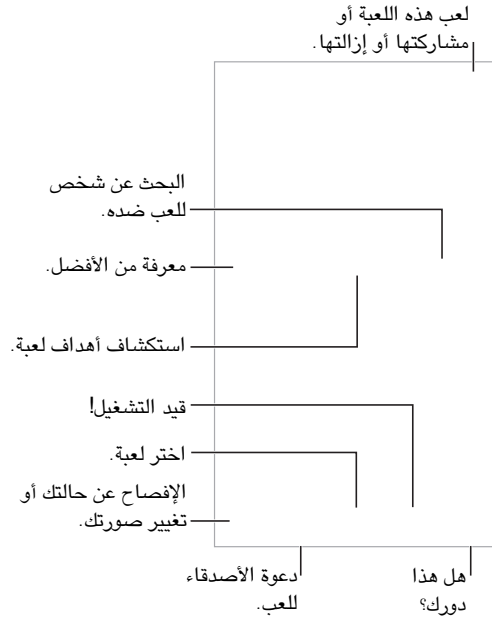 لعب هذه اللعبة أو
مشاركتها أو إزالتها.
البحث عن شخص
للعب ضده.
معرفة من الأفضل.
استكشاف أهداف لعبة.
قيد التشغيل!
اختر لعبة.
الإفصاح عن حالتك أو
تغيير صورتك.
هل هذا
دورك؟
دعوة الأصدقاء
للعب.